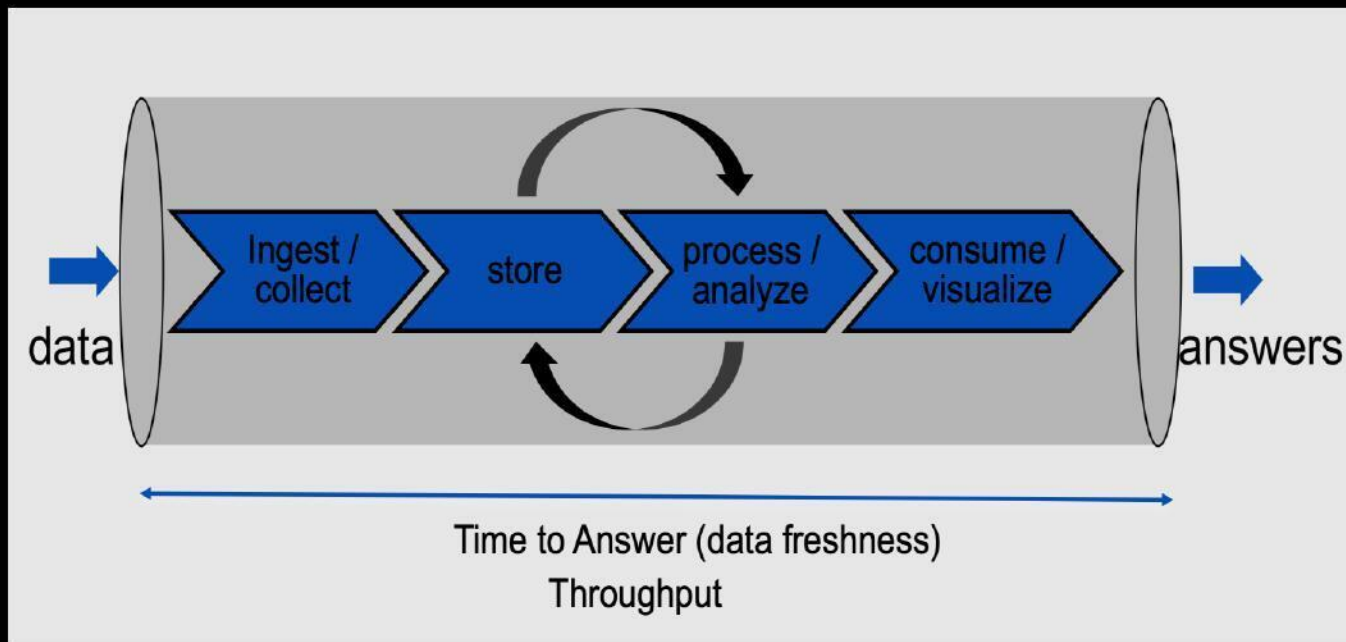 data
Ingest /
collect
store
process /
analyze
consume /
visualize
answers
Time to Answer (data freshness)
Throughput